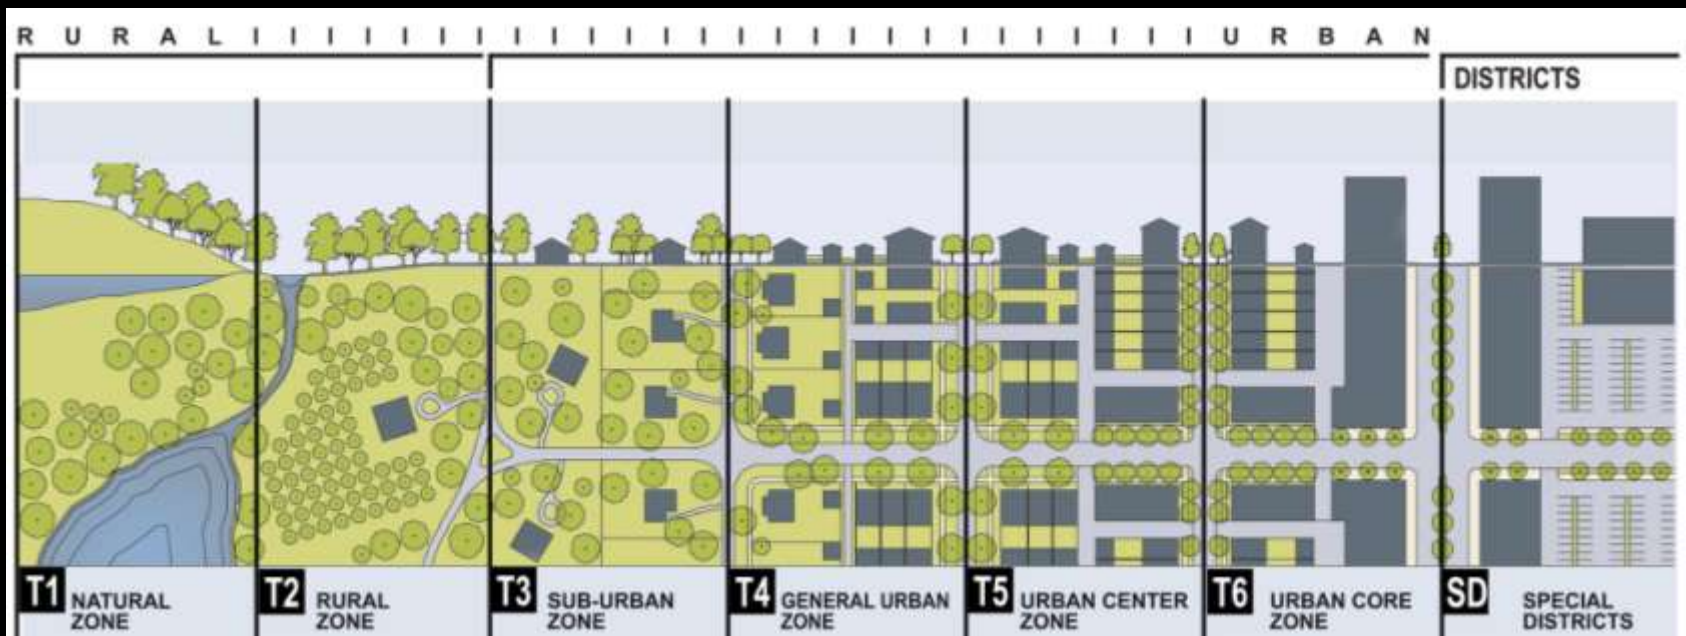 RURAL IIIIIIIIIIIIIIIIIIIIIIIIII URBAN
DISTRICTS
T1 NATURAL
ZONE
T2 RURAL
ZONE
T3 SUB-URBAN
ZONE
T4 GENERAL URBAN
ZONE
T5 URBAN CENTER
ZONE
T6 URBAN CORE
ZONE
SD SPECIAL
DISTRICTS